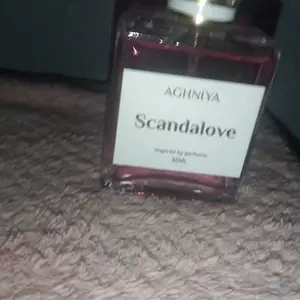 AGHNIYA
Scandalove
inspired by perfume
30ML